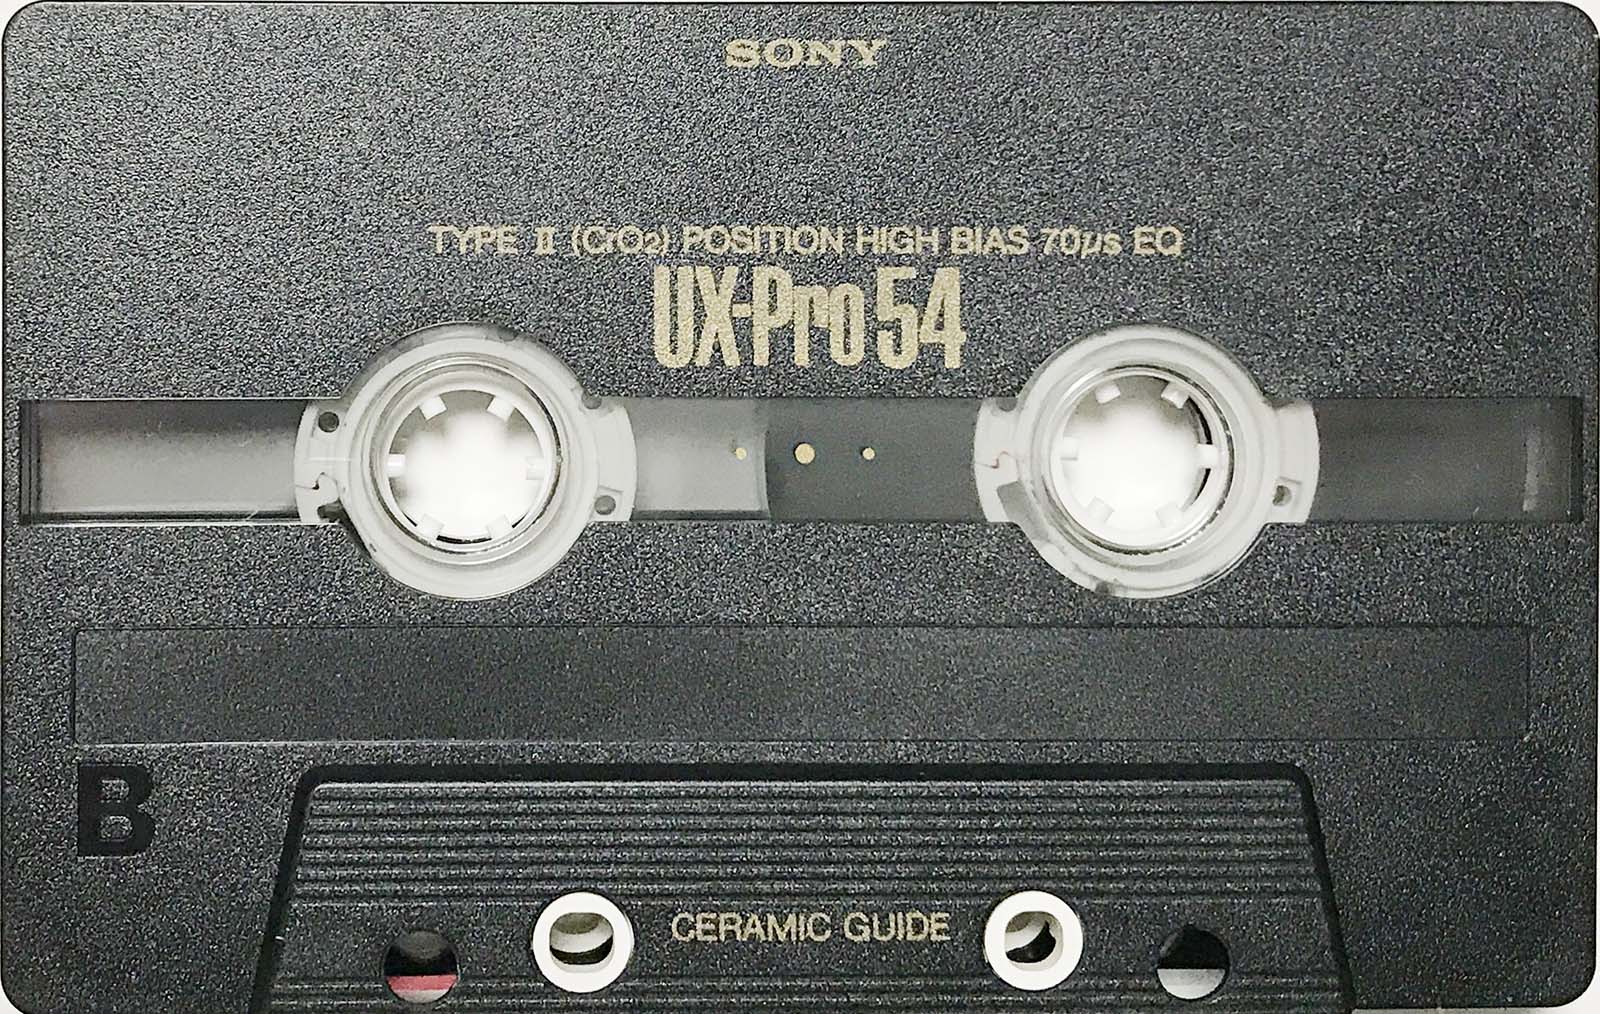 SONY
TYPE II (CrO2) POSITION HIGH BIAS 70μs EQ
UX-Pro 54
B
CERAMIC GUIDE